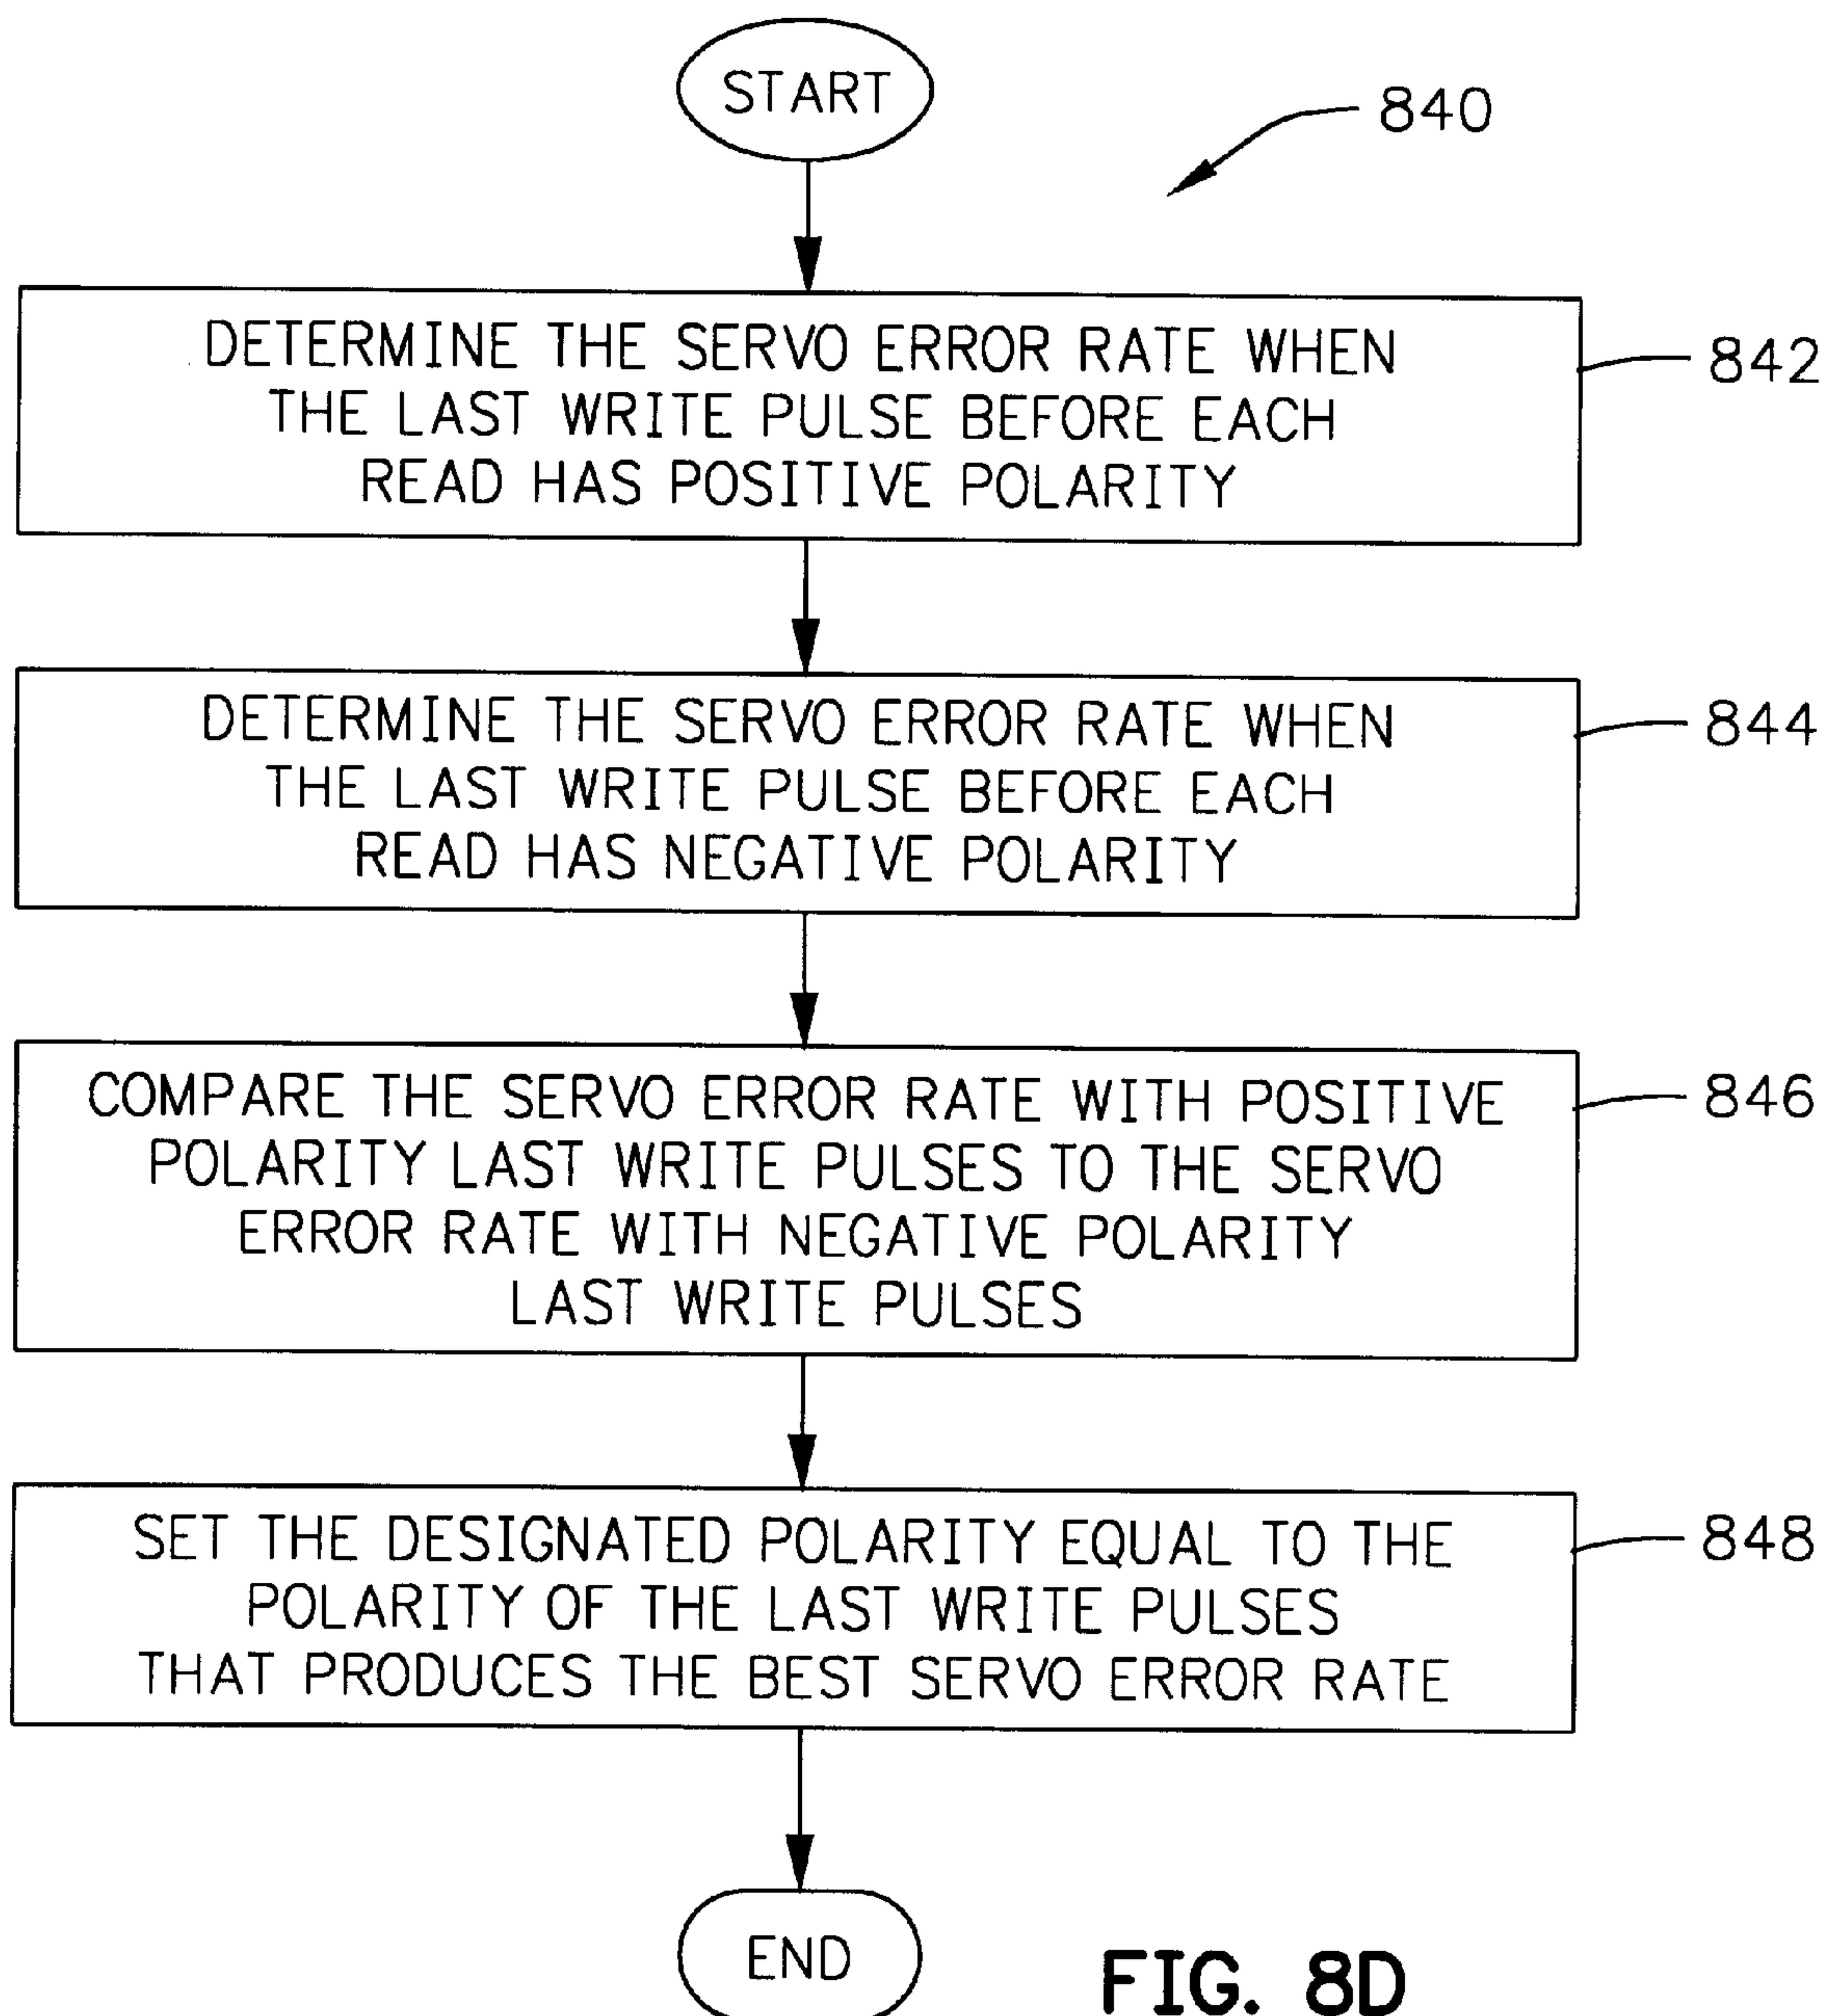 START
840
DETERMINE THE SERVO ERROR RATE WHEN
THE LAST WRITE PULSE BEFORE EACH
READ HAS POSITIVE POLARITY
842
DETERMINE THE SERVO ERROR RATE WHEN
THE LAST WRITE PULSE BEFORE EACH
READ HAS NEGATIVE POLARITY
844
COMPARE THE SERVO ERROR RATE WITH POSITIVE
POLARITY LAST WRITE PULSES TO THE SERVO
ERROR RATE WITH NEGATIVE POLARITY
LAST WRITE PULSES
846
SET THE DESIGNATED POLARITY EQUAL TO THE
POLARITY OF THE LAST WRITE PULSES
THAT PRODUCES THE BEST SERVO ERROR RATE
848
END
FIG. 8D